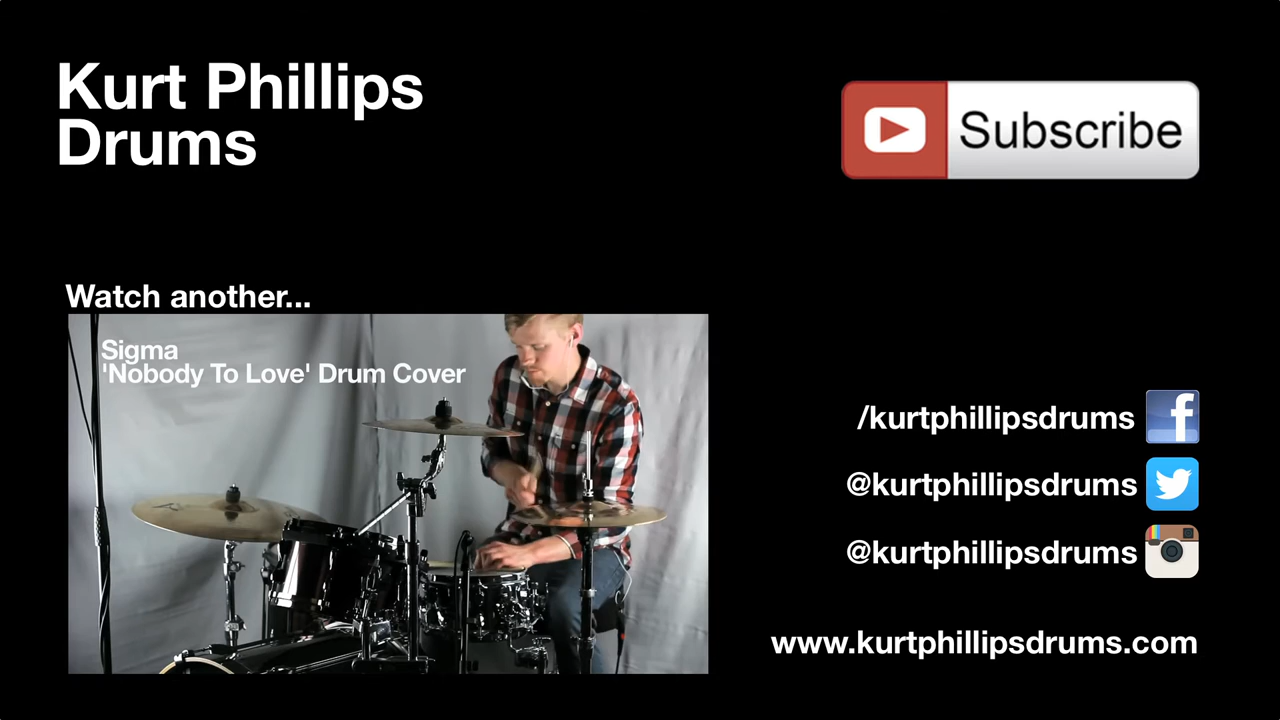 Kurt Phillips
Drums
Subscribe
Watch another...
Sigma
'Nobody To Love' Drum Cover
/kurtphillipsdrums
@kurtphillipsdrums
@kurtphillipsdrums
www.kurtphillipsdrums.com